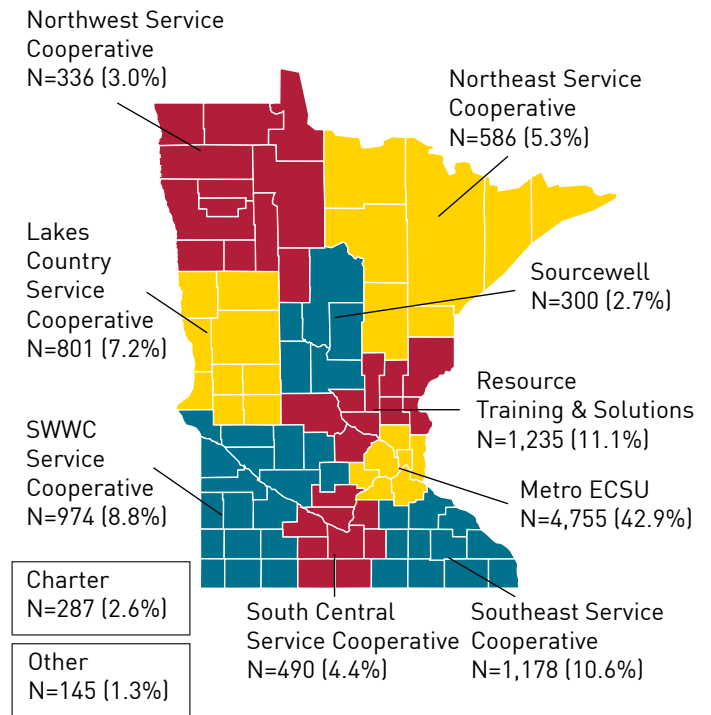 Northwest Service
Cooperative
N=336 (3.0%)
Northeast Service
Cooperative
N=586 (5.3%)
Lakes
Country
Service
Cooperative
N=801 (7.2%)
Sourcewell
N=300 (2.7%)
Resource
Training & Solutions
N=1,235 (11.1%)
SWWC
Service
Cooperative
N=974 (8.8%)
Metro ECSU
N=4,755 (42.9%)
Charter
N=287 (2.6%)
Other
N=145 (1.3%)
South Central
Service Cooperative
N=490 (4.4%)
Southeast Service
Cooperative
N=1,178 (10.6%)